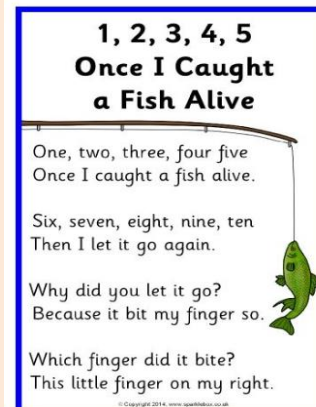 1, 2, 3, 4, 5
Once I Caught
a Fish Alive
One, two, three, four five
Once I caught a fish alive.
Six, seven, eight, nine, ten
Then I let it go again.
Why did you let it go?
Because it bit my finger so.
Which finger did it bite?
This little finger on my right.
© Copyright 2014, www.sparklebox.co.uk